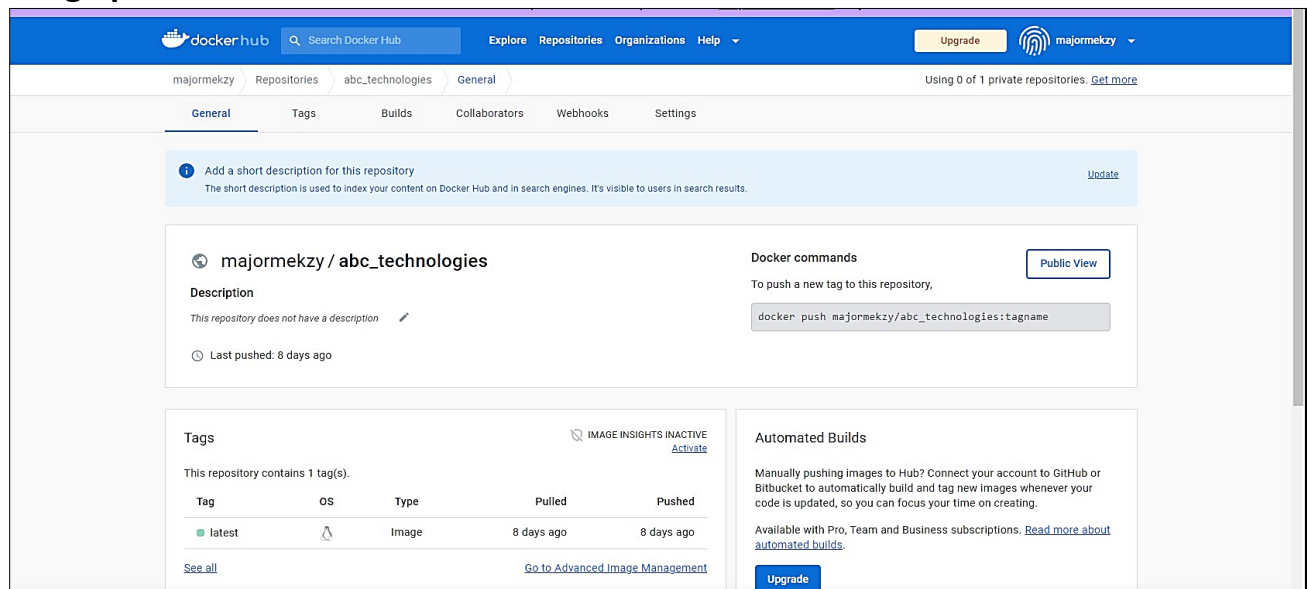 dockerhub Search Docker Hub Explore Repositories Organizations Help Upgrade majormekzy
majormekzy Repositories abc_technologies General Using 0 of 1 private repositories. Get more
General Tags Builds Collaborators Webhooks Settings
Add a short description for this repository
The short description is used to index your content on Docker Hub and in search engines. It's visible to users in search results.
Update
majormekzy / abc_technologies
Description
This repository does not have a description
Last pushed: 8 days ago
Docker commands
Public View
To push a new tag to this repository,
docker push majormekzy/abc_technologies:tagname
Tags
IMAGE INSIGHTS INACTIVE
Activate
This repository contains 1 tag(s).
Tag OS Type Pulled Pushed
latest Image 8 days ago 8 days ago
See all Go to Advanced Image Management
Automated Builds
Manually pushing images to Hub? Connect your account to GitHub or
Bitbucket to automatically build and tag new images whenever your
code is updated, so you can focus your time on creating.
Available with Pro, Team and Business subscriptions. Read more about
automated builds.
Upgrade